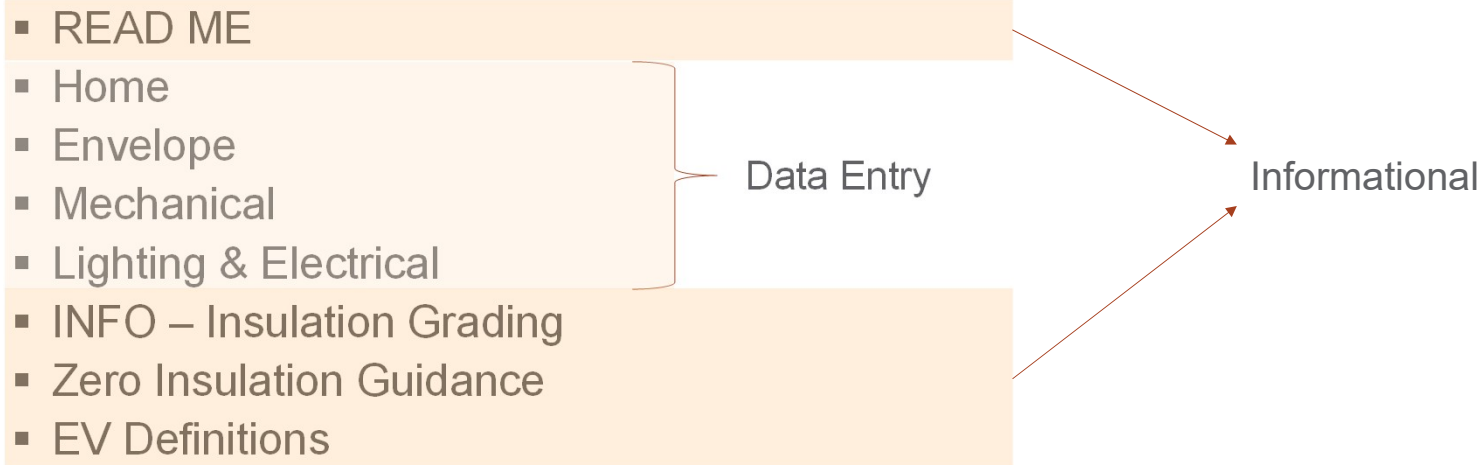 ▪ READ ME
▪ Home
▪ Envelope
▪ Mechanical
▪ Lighting & Electrical
▪ INFO – Insulation Grading
▪ Zero Insulation Guidance
▪ EV Definitions
Data Entry
Informational